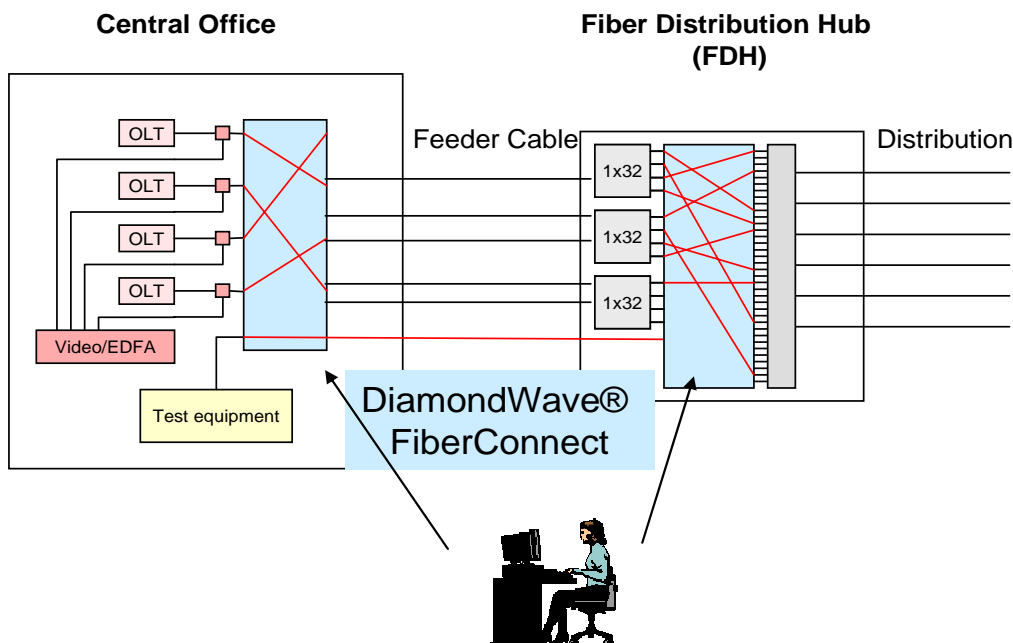 Central Office
Fiber Distribution Hub
(FDH)
Feeder Cable
Distribution
OLT
OLT
OLT
OLT
1x32
1x32
1x32
Video/EDFA
Test equipment
DiamondWave®
FiberConnect